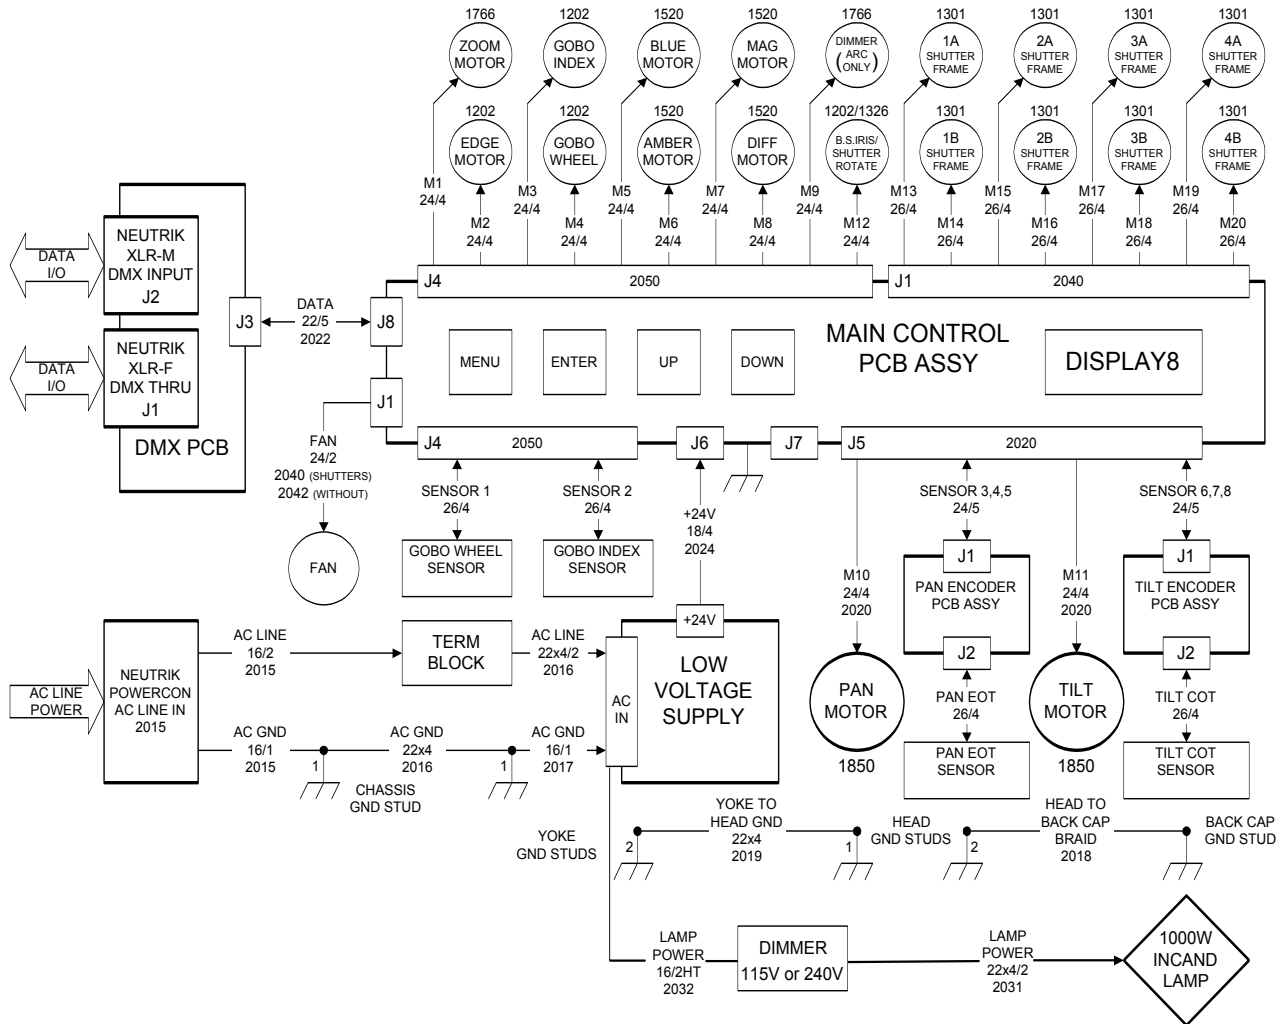 1766
1202
1520
1520
1766
1301
1301
1301
1301
ZOOM
MOTOR
GOBO
INDEX
BLUE
MOTOR
MAG
MOTOR
DIMMER
(ARC
ONLY)
1A
SHUTTER
FRAME
2A
SHUTTER
FRAME
3A
SHUTTER
FRAME
4A
SHUTTER
FRAME
1202
1202
1520
1520
1202/1326
1301
1301
1301
1301
EDGE
MOTOR
GOBO
WHEEL
AMBER
MOTOR
DIFF
MOTOR
B.S.IRIS/
SHUTTER
ROTATE
1B
SHUTTER
FRAME
2B
SHUTTER
FRAME
3B
SHUTTER
FRAME
4B
SHUTTER
FRAME
M1
24/4
M3
24/4
M5
24/4
M7
24/4
M9
24/4
M13
26/4
M15
26/4
M17
26/4
M19
26/4
M2
24/4
M4
24/4
M6
24/4
M8
24/4
M12
24/4
M14
26/4
M16
26/4
M18
26/4
M20
26/4
DATA
I/O
NEUTRIK
XLR-M
DMX INPUT
J2
DATA
I/O
NEUTRIK
XLR-F
DMX THRU
J1
DMX PCB
J3
DATA
22/5
2022
J8
J4
2050
J1
2040
MENU
ENTER
UP
DOWN
MAIN CONTROL
PCB ASSY
DISPLAY8
J1
J4
2050
J6
J7
J5
2020
FAN
24/2
2040 (SHUTTERS)
2042 (WITHOUT)
FAN
SENSOR 1
26/4
SENSOR 2
26/4
+24V
18/4
2024
SENSOR 3,4,5
24/5
SENSOR 6,7,8
24/5
GOBO WHEEL
SENSOR
GOBO INDEX
SENSOR
M10
24/4
2020
J1
PAN ENCODER
PCB ASSY
J2
M11
24/4
2020
J1
TILT ENCODER
PCB ASSY
J2
AC LINE
POWER
NEUTRIK
POWERCON
AC LINE IN
2015
AC LINE
16/2
2015
TERM
BLOCK
AC LINE
22x4/2
2016
+24V
LOW
VOLTAGE
SUPPLY
AC
IN
PAN
MOTOR
1850
PAN EOT
26/4
PAN EOT
SENSOR
TILT
MOTOR
1850
TILT COT
26/4
TILT COT
SENSOR
AC GND
16/1
2015
1
AC GND
22x4
2016
1
AC GND
16/1
2017
CHASSIS
GND STUD
YOKE
GND STUDS
2
YOKE TO
HEAD GND
22x4
2019
1
HEAD
GND STUDS
2
HEAD TO
BACK CAP
BRAID
2018
BACK CAP
GND STUD
LAMP
POWER
16/2HT
2032
DIMMER
115V or 240V
LAMP
POWER
22x4/2
2031
1000W
INCAND
LAMP